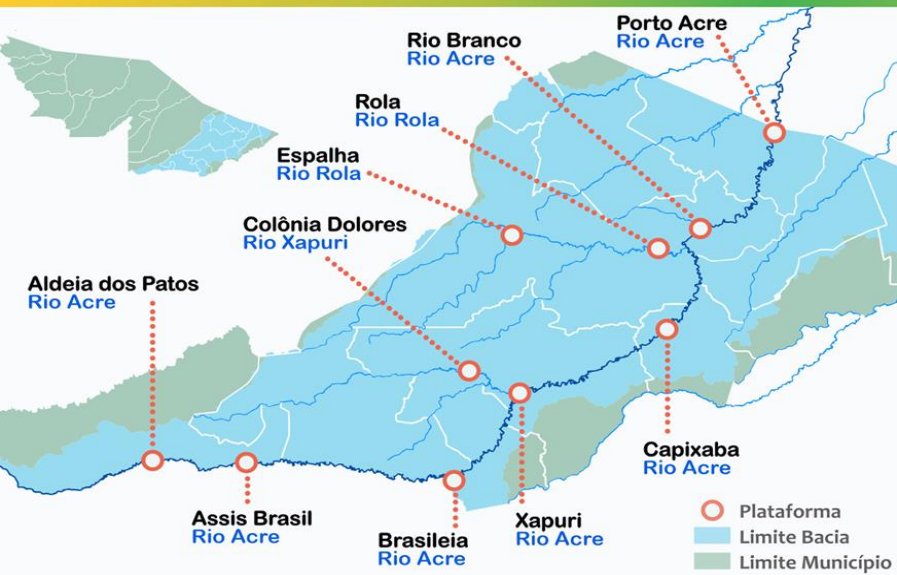 Porto Acre
Rio Acre
Rio Branco
Rio Acre
Rola
Rio Rola
Espalha
Rio Rola
Colônia Dolores
Rio Xapuri
Aldeia dos Patos
Rio Acre
Capixaba
Rio Acre
Assis Brasil
Rio Acre
Brasileia
Rio Acre
Xapuri
Rio Acre
Plataforma
Limite Bacia
Limite Município